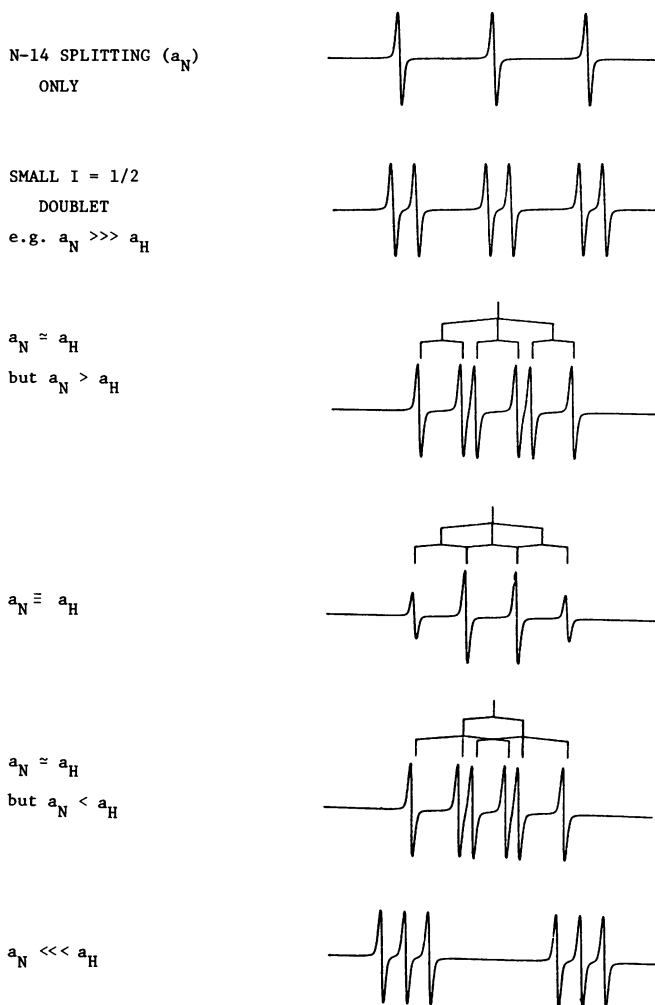 N-14 SPLITTING (a_N)
ONLY
SMALL I = 1/2
DOUBLET
e.g. a_N >>> a_H
a_N ≃ a_H
but a_N > a_H
a_N ≡ a_H
a_N ≃ a_H
but a_N < a_H
a_N <<< a_H